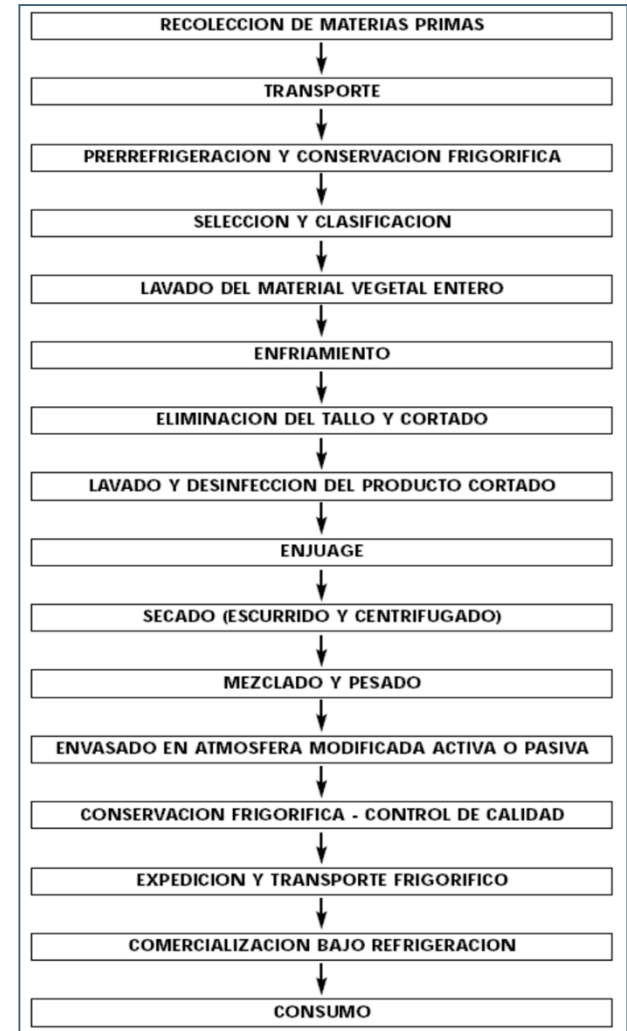 RECOLECCION DE MATERIAS PRIMAS
TRANSPORTE
PRERREFRIGERACION Y CONSERVACION FRIGORIFICA
SELECCION Y CLASIFICACION
LAVADO DEL MATERIAL VEGETAL ENTERO
ENFRIAMIENTO
ELIMINACION DEL TALLO Y CORTADO
LAVADO Y DESINFECCION DEL PRODUCTO CORTADO
ENJUAGE
SECADO (ESCURRIDO Y CENTRIFUGADO)
MEZCLADO Y PESADO
ENVASADO EN ATMOSFERA MODIFICADA ACTIVA O PASIVA
CONSERVACION FRIGORIFICA - CONTROL DE CALIDAD
EXPEDICION Y TRANSPORTE FRIGORIFICO
COMERCIALIZACION BAJO REFRIGERACION
CONSUMO